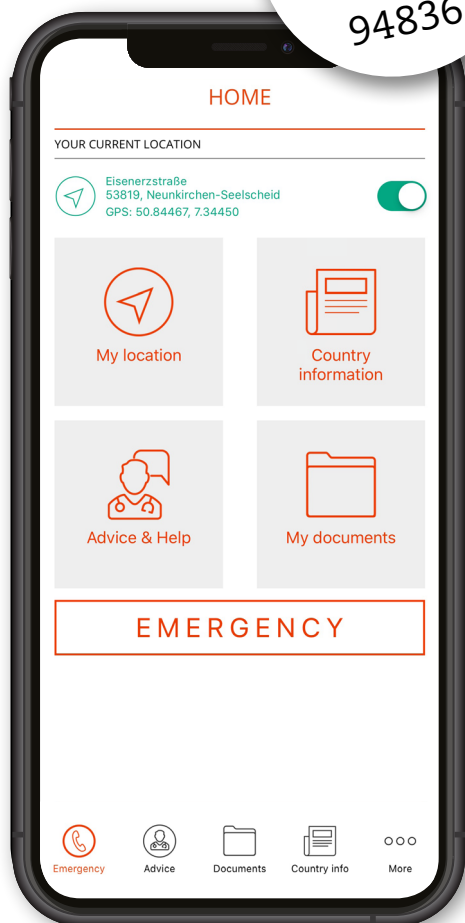 94836
HOME
YOUR CURRENT LOCATION
Eisenerzstraße
53819, Neunkirchen-Seelscheid
GPS: 50.84467, 7.34450
My location
Country
information
Advice & Help
My documents
EMERGENCY
Emergency
Advice
Documents
Country info
More